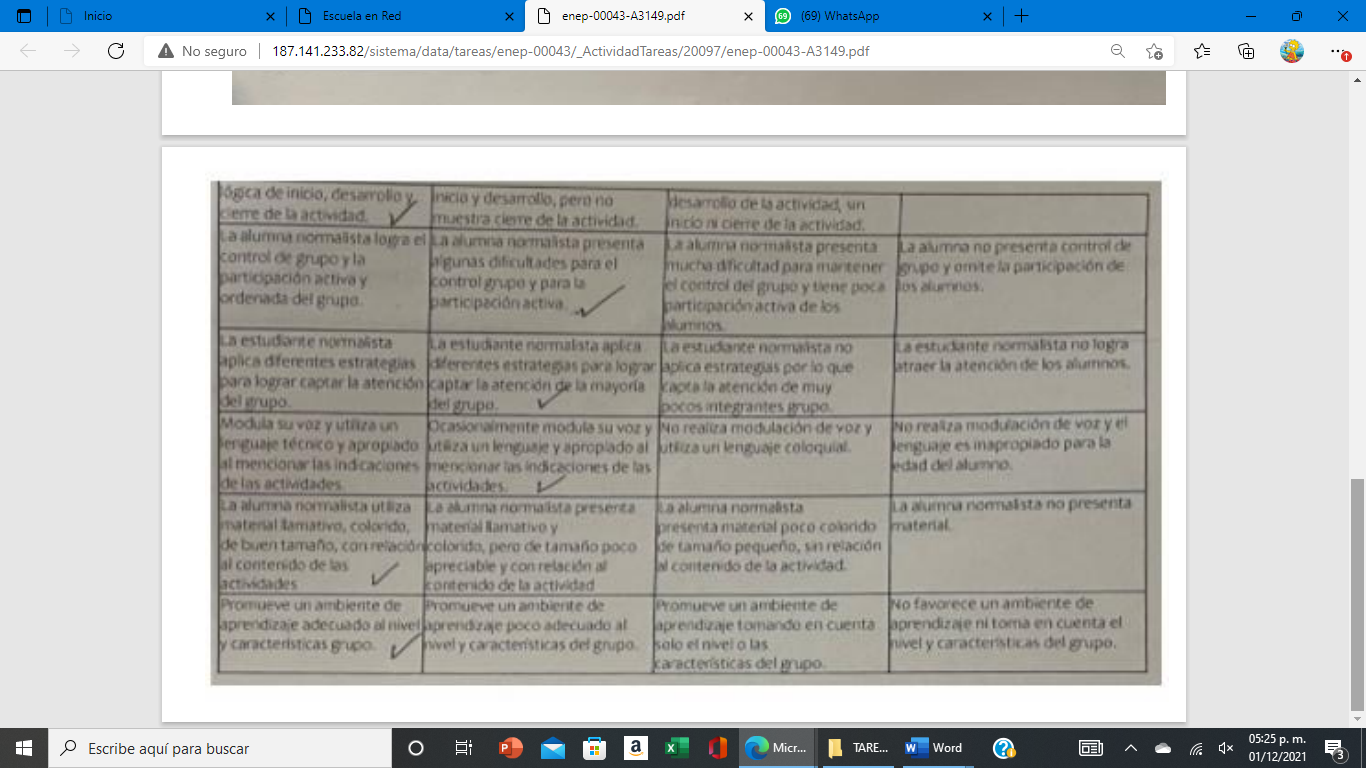 Inicio
Escuela en Red
enep-00043-A3149.pdf
(69) WhatsApp
No seguro
187.141.233.82/sistema/data/tareas/enep-00043/_ActividadTareas/20097/enep-00043-A3149.pdf
lógica de inicio, desarrollo y
cierre de la actividad.
inicio y desarrollo, pero no
muestra cierre de la actividad.
desarrollo de la actividad, un
inicio ni cierre de la actividad.
La alumna normalista logra el
control de grupo y la
participación activa y
ordenada del grupo.
La alumna normalista presenta
algunas dificultades para el
control grupo y para la
participación activa.
La alumna normalista presenta
mucha dificultad para mantener
el control del grupo y tiene poca
participación activa de los
alumnos.
La alumna no presenta control de
grupo y omite la participación de
los alumnos.
La estudiante normalista
aplica diferentes estrategias
para lograr captar la atención
del grupo.
La estudiante normalista aplica
diferentes estrategias para lograr
captar la atención de la mayoría
del grupo.
La estudiante normalista no
aplica estrategias por lo que
capta la atención de muy
pocos integrantes grupo.
La estudiante normalista no logra
atraer la atención de los alumnos.
Modula su voz y utiliza un
lenguaje técnico y apropiado
al mencionar las indicaciones
de las actividades.
Ocasionalmente modula su voz y
utiliza un lenguaje y apropiado al
mencionar las indicaciones de las
actividades.
No realiza modulación de voz y
utiliza un lenguaje coloquial.
No realiza modulación de voz y el
lenguaje es inapropiado para la
edad del alumno.
La alumna normalista utiliza
material llamativo, colorido,
de buen tamaño, con relación
al contenido de las
actividades
La alumna normalista presenta
material llamativo y
colorido, pero de tamaño poco
apreciable y con relación al
contenido de la actividad
La alumna normalista
presenta material poco colorido
de tamaño pequeño, sin relación
al contenido de la actividad.
La alumna normalista no presenta
material.
Promueve un ambiente de
aprendizaje adecuado al nivel
y características grupo.
Promueve un ambiente de
aprendizaje poco adecuado al
nivel y características del grupo.
Promueve un ambiente de
aprendizaje tomando en cuenta
solo el nivel o las
características del grupo.
No favorece un ambiente de
aprendizaje ni toma en cuenta el
nivel y características del grupo.
Escribe aquí para buscar
Micr...
TARE...
Word
05:25 p. m.
01/12/2021
3